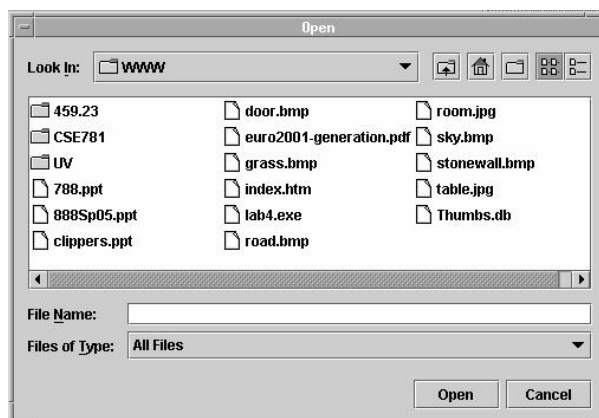 Open
Look In: WWW
459.23
CSE781
UV
788.ppt
888Sp05.ppt
clippers.ppt
door.bmp
euro2001-generation.pdf
grass.bmp
index.htm
lab4.exe
road.bmp
room.jpg
sky.bmp
stonewall.bmp
table.jpg
Thumbs.db
File Name:
Files of Type: All Files
Open Cancel